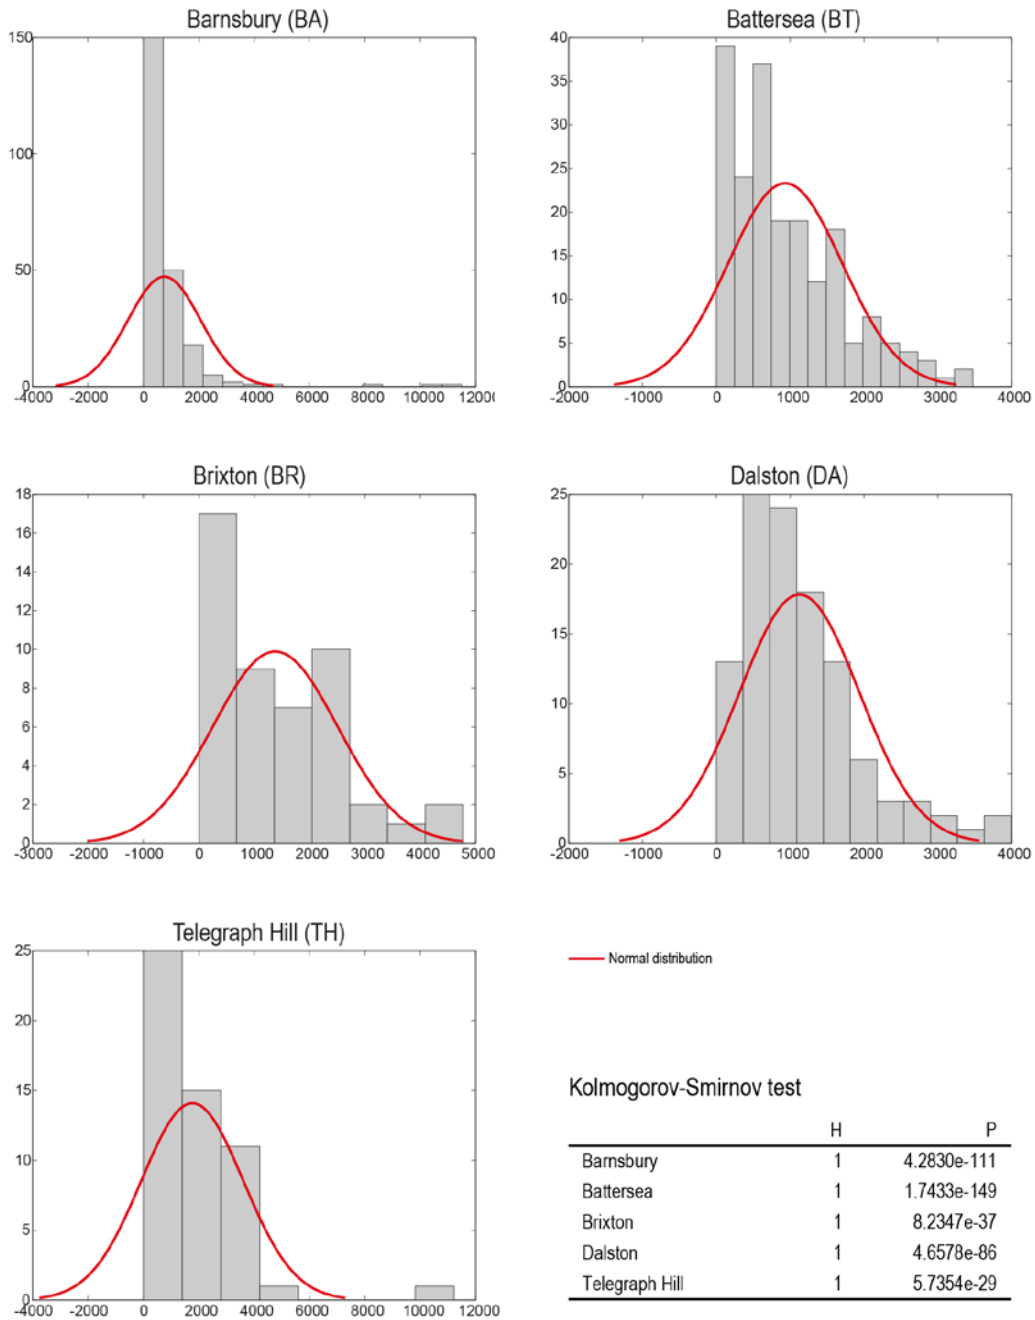 Barnsbury (BA)
150
100
50
0
-4000 -2000 0 2000 4000 6000 8000 10000 1200
Battersea (BT)
40
35
30
25
20
15
10
5
0
-2000 -1000 0 1000 2000 3000 4000
Brixton (BR)
18
16
14
12
10
8
6
4
2
0
-3000 -2000 -1000 0 1000 2000 3000 4000 5000
Dalston (DA)
25
20
15
10
5
0
-2000 -1000 0 1000 2000 3000 4000
Telegraph Hill (TH)
25
20
15
10
5
0
-4000 -2000 0 2000 4000 6000 8000 10000 12000
Normal distribution
Kolmogorov-Smirnov test
H P
Barnsbury 1 4.2830e-111
Battersea 1 1.7433e-149
Brixton 1 8.2347e-37
Dalston 1 4.6578e-86
Telegraph Hill 1 5.7354e-29